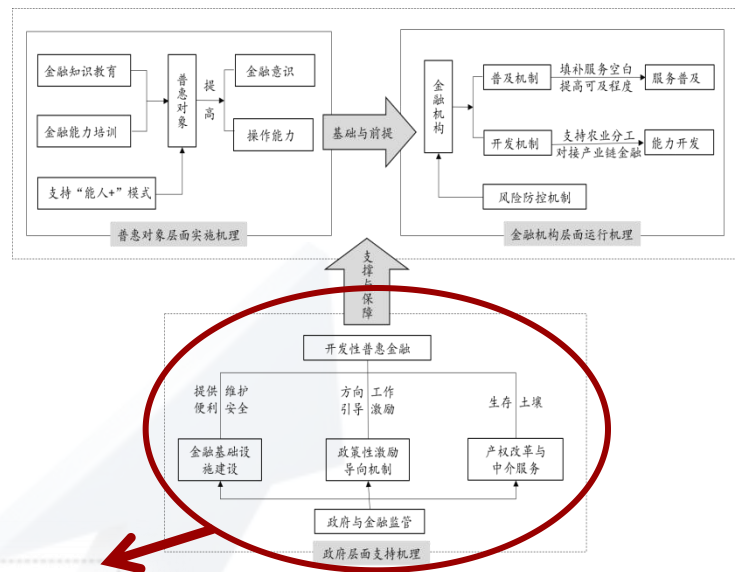 金融知识教育
金融能力培训
支持“能人+”模式
普惠对象
提高
金融意识
操作能力
普惠对象层面实施机理
基础与前提
金融机构
普及机制
填补服务空白
提高可及程度
服务普及
开发机制
支持农业分工
对接产业链金融
能力开发
风险防控机制
金融机构层面运行机理
支撑与保障
开发性普惠金融
提供 维护
便利 安全
方向 工作
引导 激励
生存 土壤
金融基础设
施建设
政策性激励
导向机制
产权改革与
中介服务
政府与金融监管
政府层面支持机理